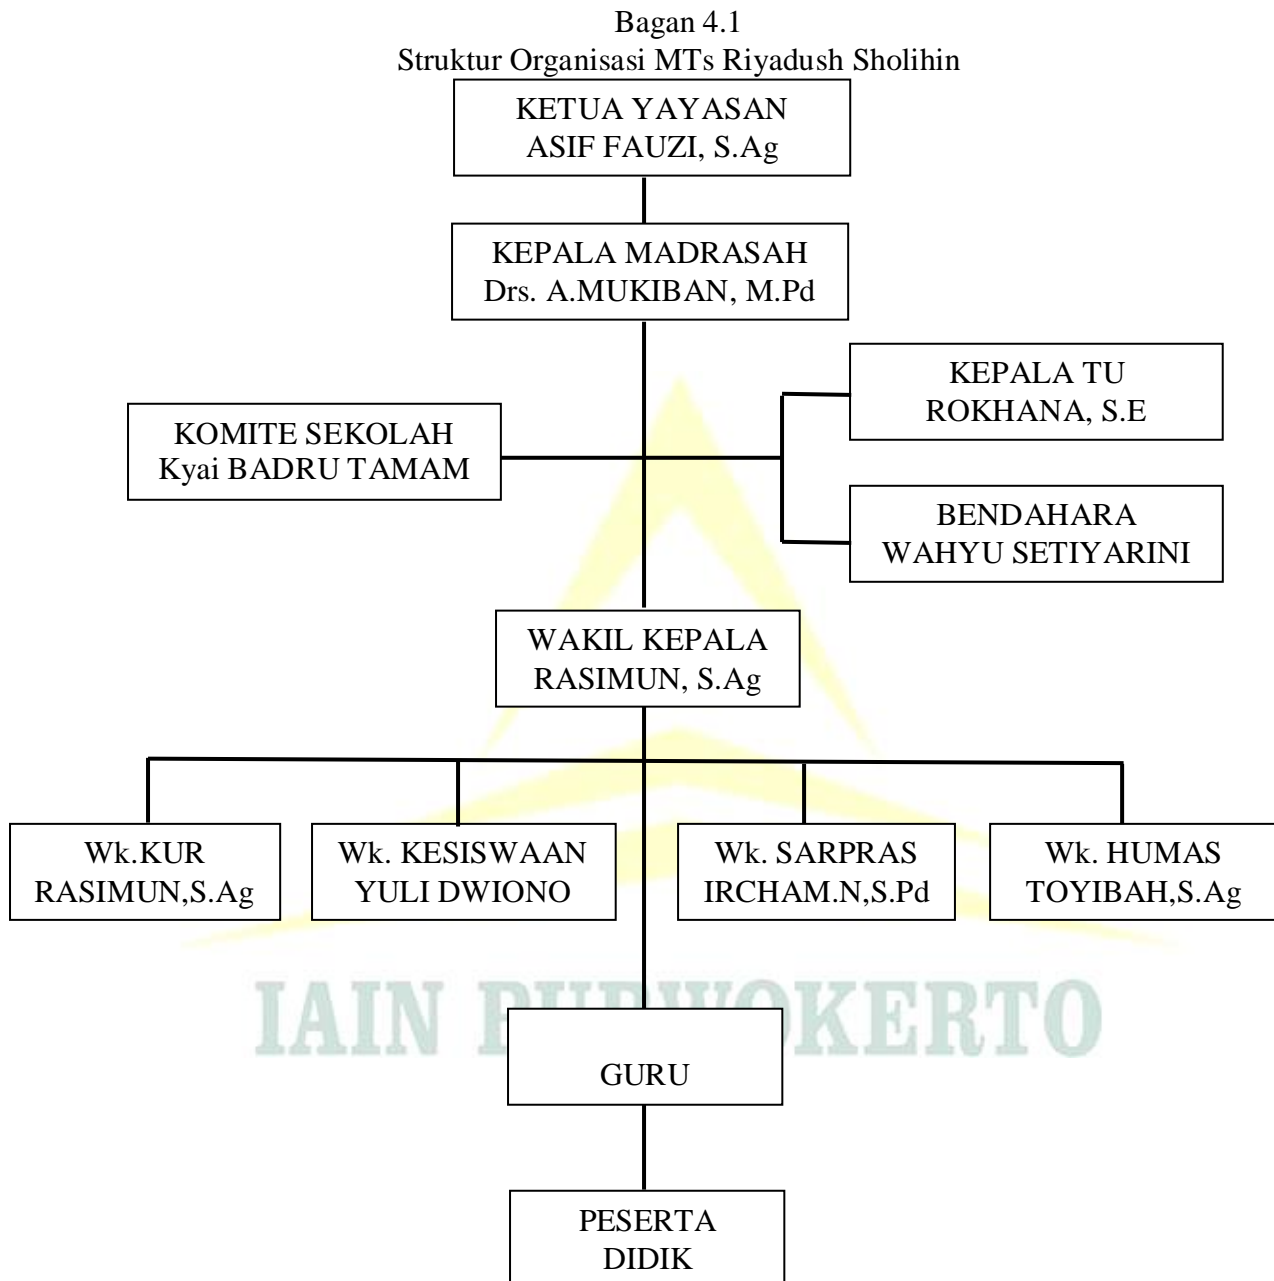 Bagan 4.1
Struktur Organisasi MTs Riyadush Sholihin
KETUA YAYASAN
ASIF FAUZI, S.Ag
KEPALA MADRASAH
Drs. A.MUKIBAN, M.Pd
KEPALA TU
ROKHANA, S.E
KOMITE SEKOLAH
Kyai BADRU TAMAM
BENDAHARA
WAHYU SETIYARINI
WAKIL KEPALA
RASIMUN, S.Ag
Wk.KUR
RASIMUN,S.Ag
Wk. KESISWAAN
YULI DWIONO
Wk. SARPRAS
IRCHAM.N,S.Pd
Wk. HUMAS
TOYIBAH,S.Ag
IAIN PURWOKERTO
GURU
PESERTA
DIDIK